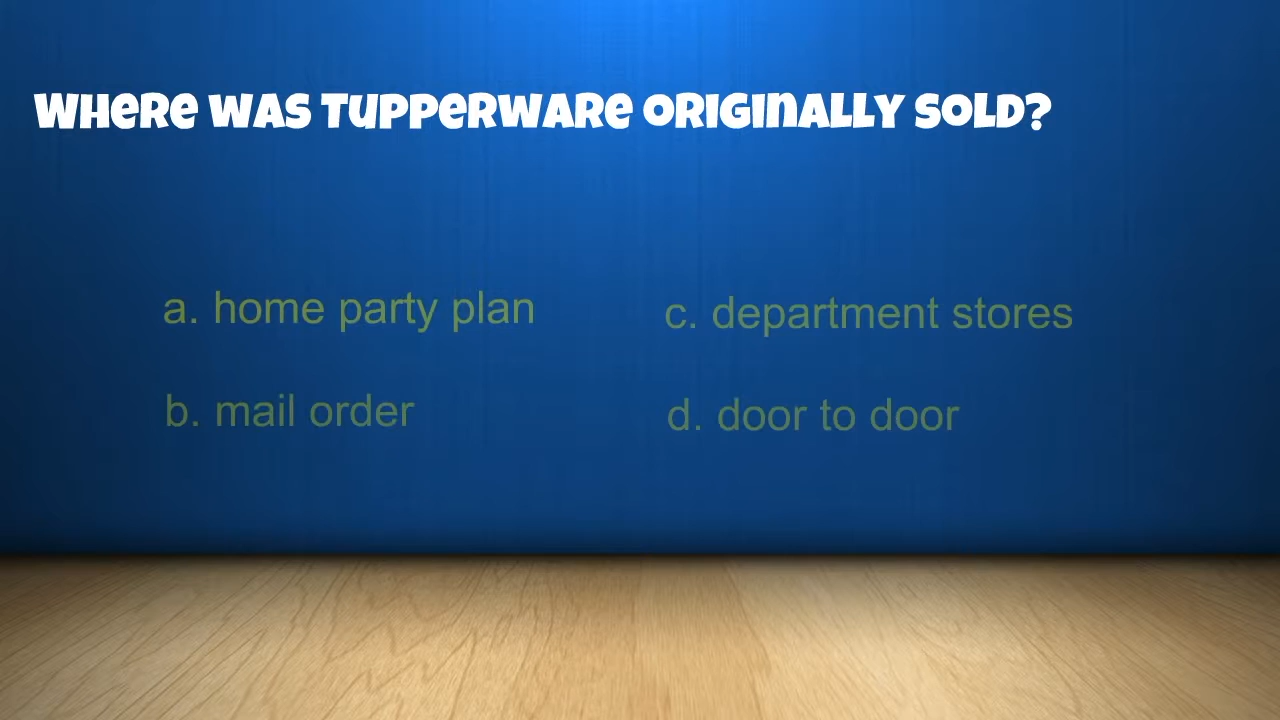 Where was Tupperware originally sold?
a. home party plan
c. department stores
b. mail order
d. door to door